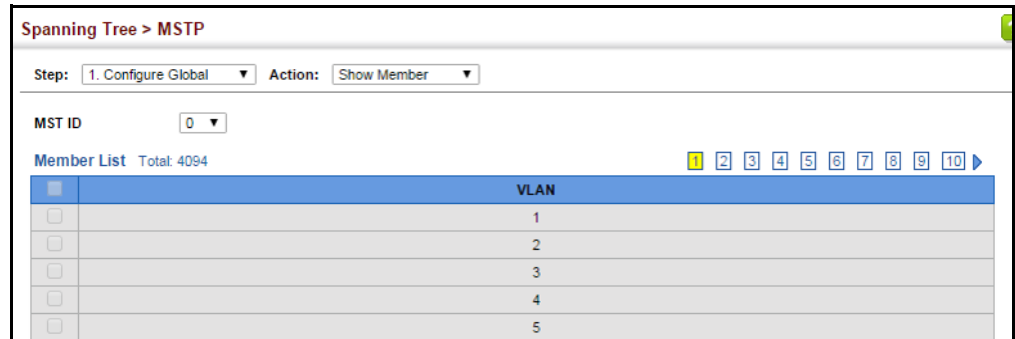 Spanning Tree > MSTP
Step: 1. Configure Global Action: Show Member
MST ID 0
Member List Total: 4094 1 2 3 4 5 6 7 8 9 10
VLAN
1
2
3
4
5